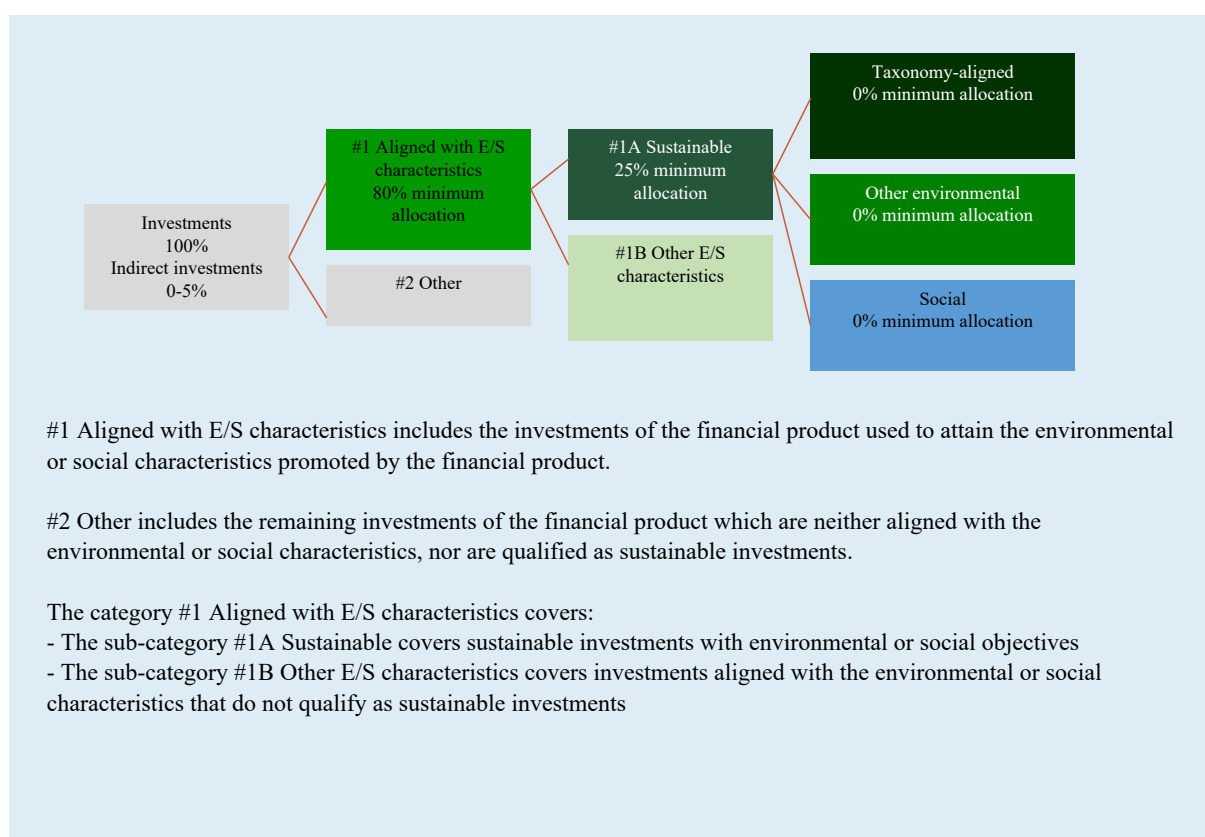 Investments
100%
Indirect investments
0-5%
#1 Aligned with E/S
characteristics
80% minimum
allocation
#2 Other
#1A Sustainable
25% minimum
allocation
#1B Other E/S
characteristics
Taxonomy-aligned
0% minimum allocation
Other environmental
0% minimum allocation
Social
0% minimum allocation
#1 Aligned with E/S characteristics includes the investments of the financial product used to attain the environmental
or social characteristics promoted by the financial product.
#2 Other includes the remaining investments of the financial product which are neither aligned with the
environmental or social characteristics, nor are qualified as sustainable investments.
The category #1 Aligned with E/S characteristics covers:
- The sub-category #1A Sustainable covers sustainable investments with environmental or social objectives
- The sub-category #1B Other E/S characteristics covers investments aligned with the environmental or social
characteristics that do not qualify as sustainable investments